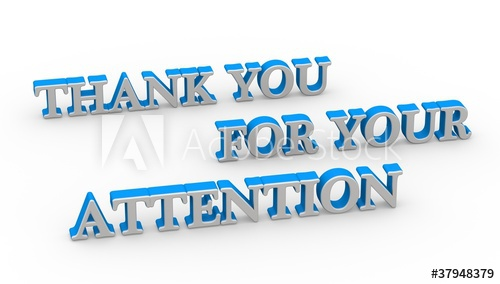 THANK YOU
FOR YOUR
ATTENTION
Adobe Stock
#37948379